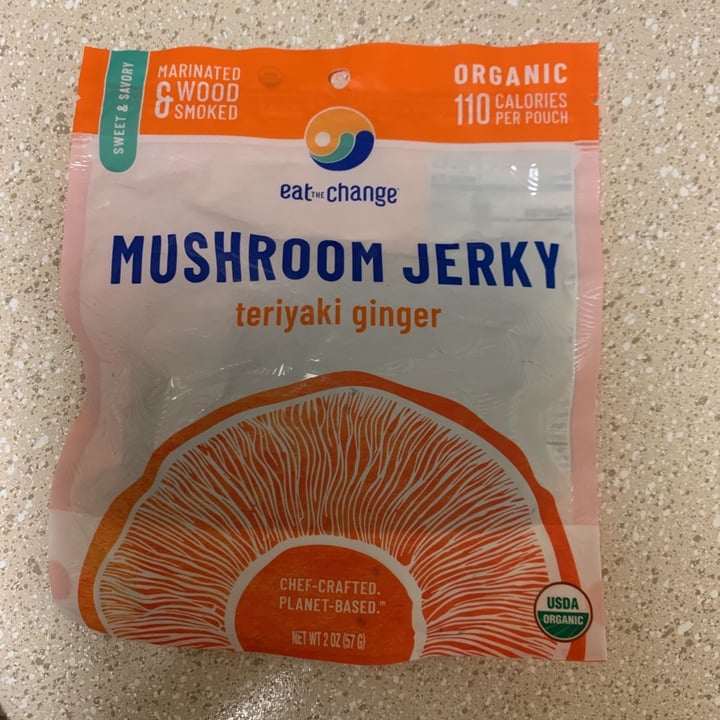 SWEET & SAVORY
MARINATED
& WOOD
SMOKED
ORGANIC
110 CALORIES
PER POUCH
eat THE change
MUSHROOM JERKY
teriyaki ginger
CHEF-CRAFTED.
PLANET-BASED.™
NET WT 2 OZ (57 G)
USDA
ORGANIC